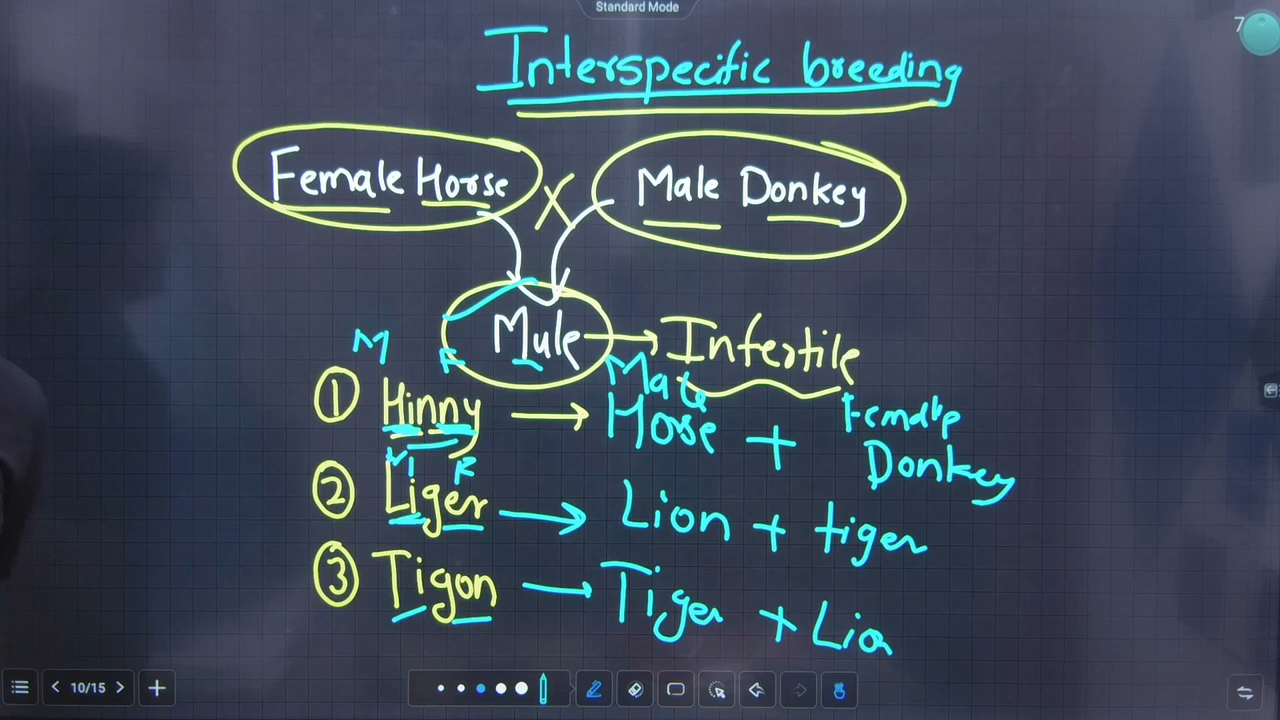 Standard Mode
7
Interspecific breeding
Female Horse X Male Donkey
Mule → Infertile
M F
① Hinny → Male Horse + Female Donkey
M F
② Liger → Lion + tiger
③ Tigon → Tiger + Lion
10/15